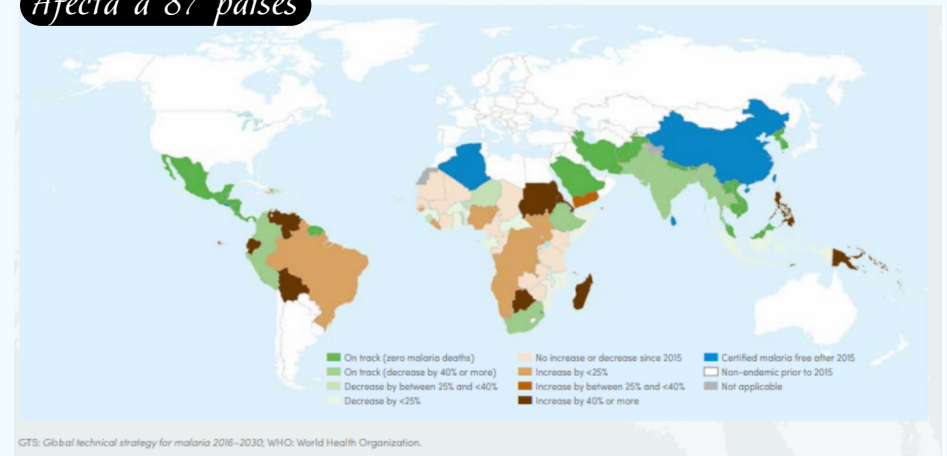 Afecta a 87 países
On track (zero malaria deaths)
On track (decrease by 40% or more)
Decrease by between 25% and <40%
Decrease by <25%
No increase or decrease since 2015
Increase by <25%
Increase by between 25% and <40%
Increase by 40% or more
Certified malaria free after 2015
Non-endemic prior to 2015
Not applicable
GTS: Global technical strategy for malaria 2016–2030; WHO: World Health Organization.